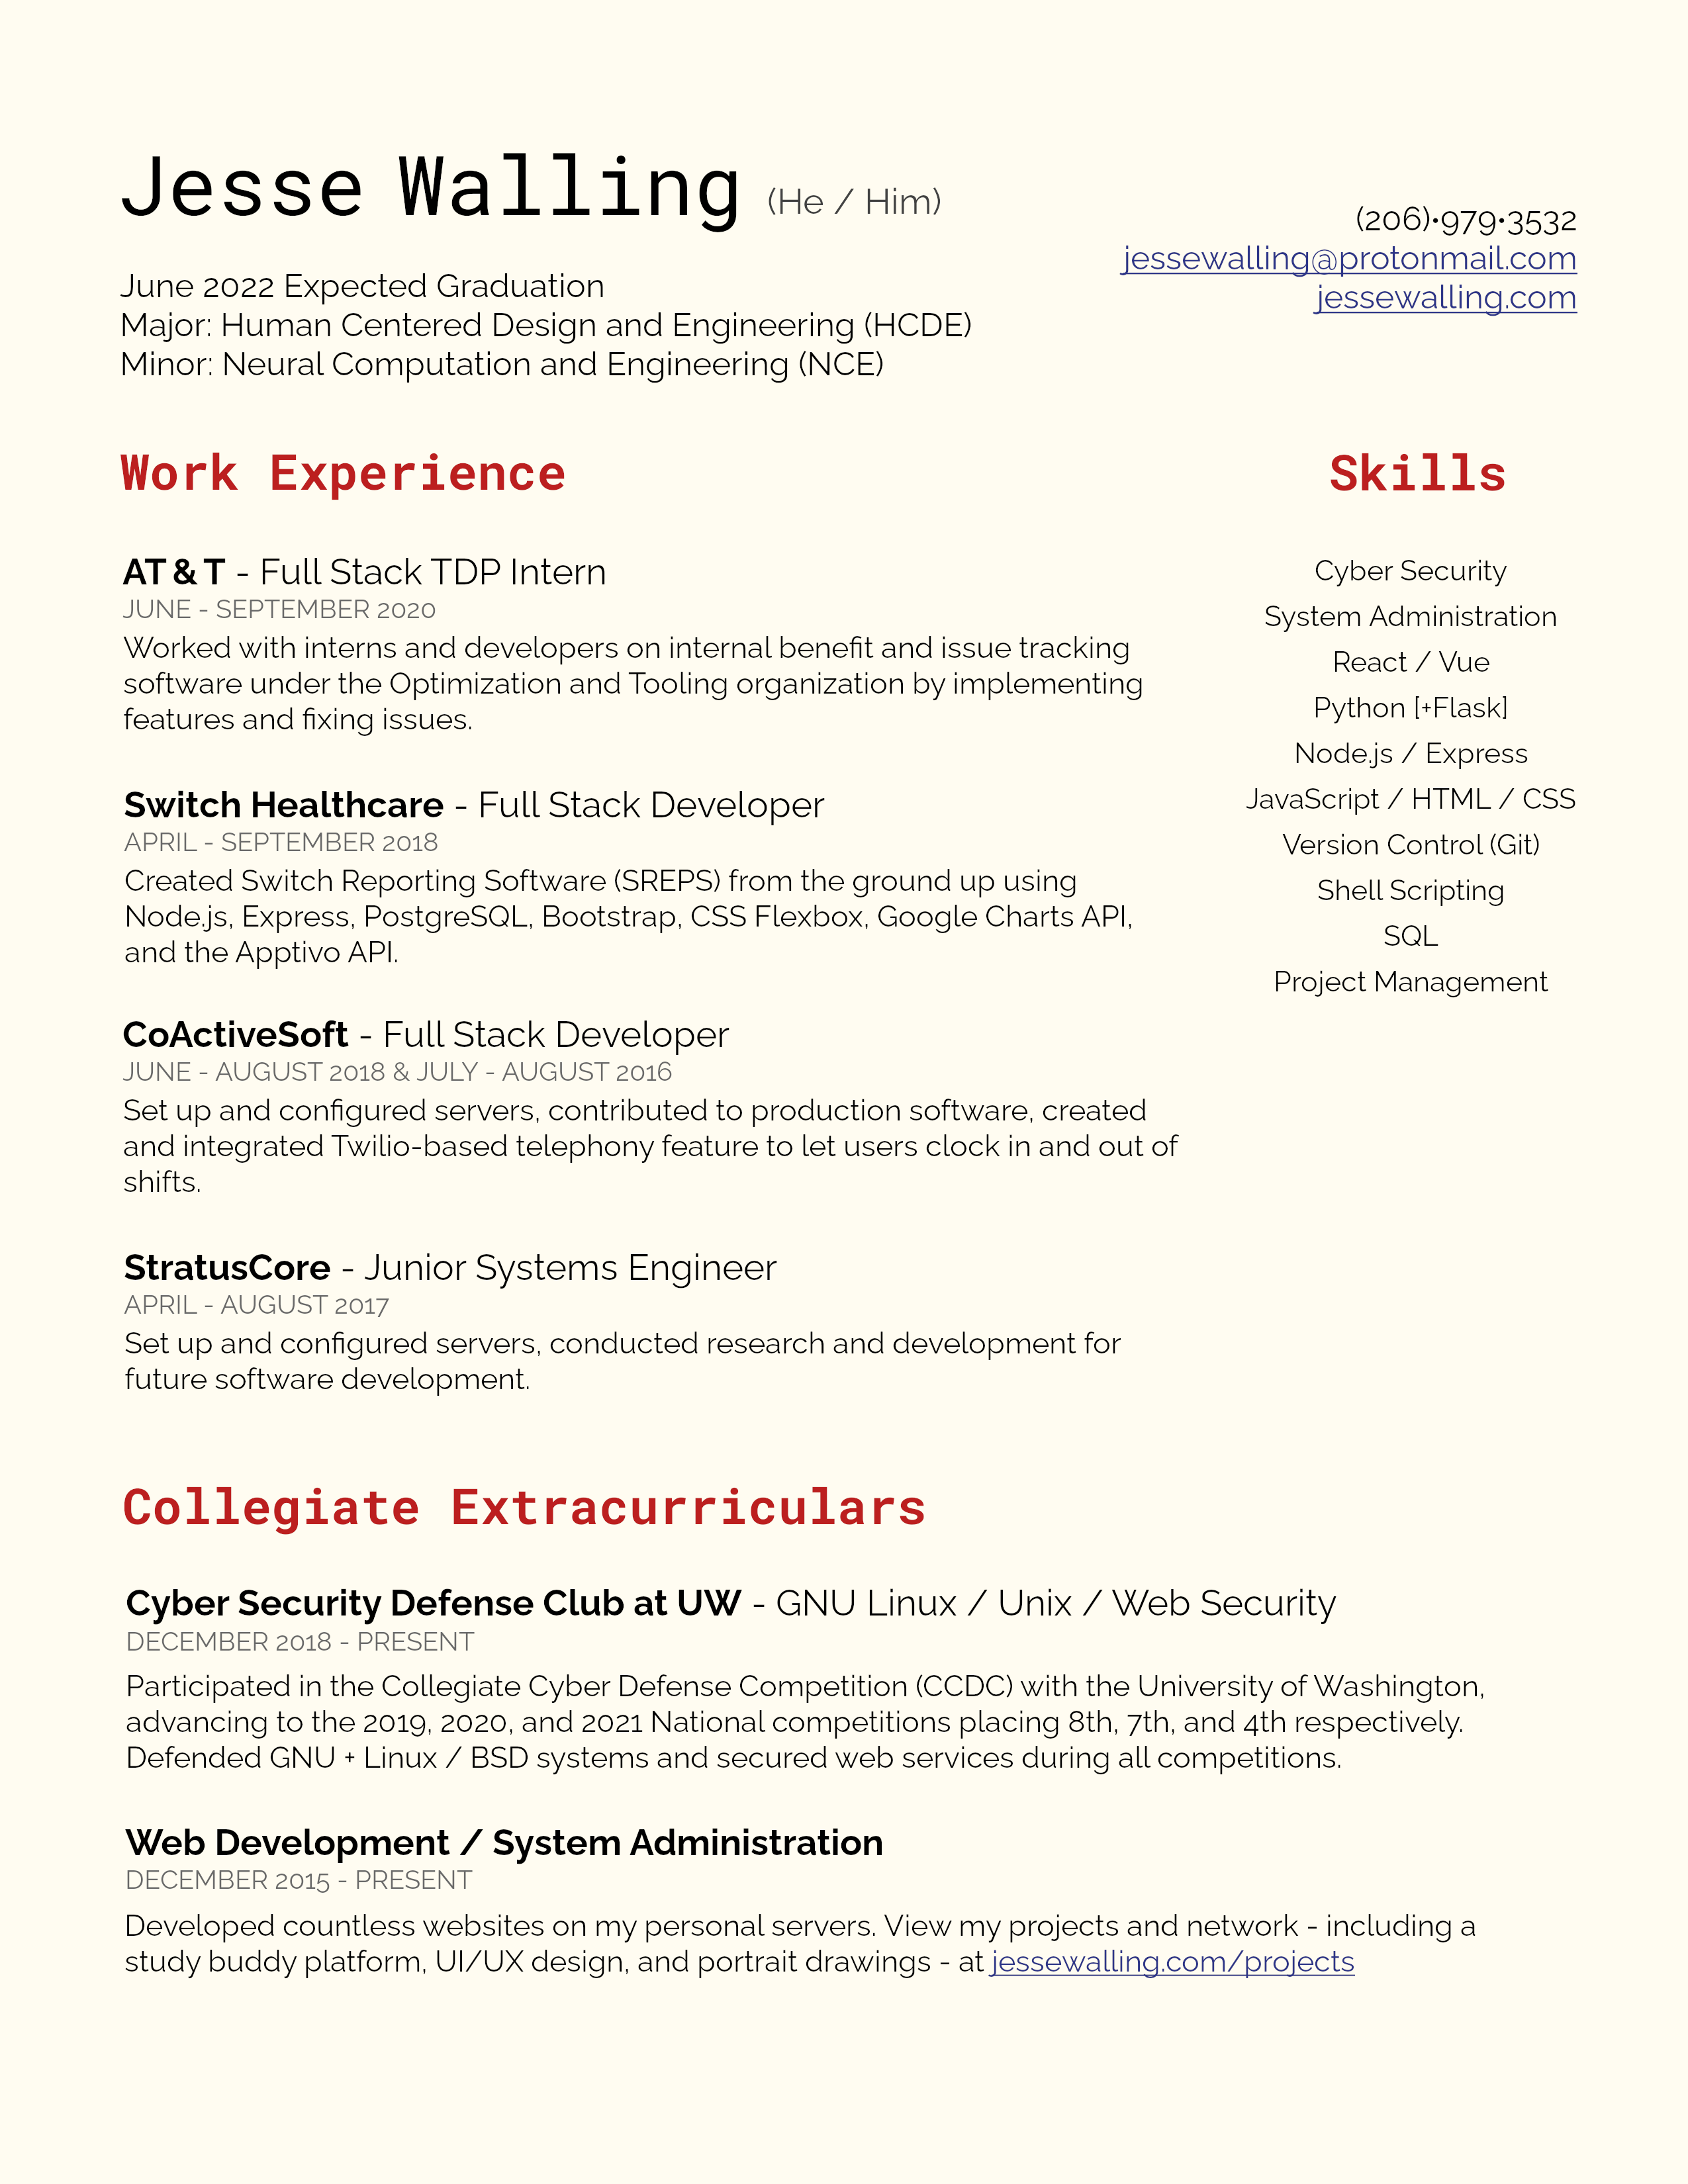 Jesse Walling (He / Him)
(206)•979•3532
jessewalling@protonmail.com
jessewalling.com
June 2022 Expected Graduation
Major: Human Centered Design and Engineering (HCDE)
Minor: Neural Computation and Engineering (NCE)
Work Experience
AT & T - Full Stack TDP Intern
JUNE - SEPTEMBER 2020
Worked with interns and developers on internal benefit and issue tracking
software under the Optimization and Tooling organization by implementing
features and fixing issues.
Switch Healthcare - Full Stack Developer
APRIL - SEPTEMBER 2018
Created Switch Reporting Software (SREPS) from the ground up using
Node.js, Express, PostgreSQL, Bootstrap, CSS Flexbox, Google Charts API,
and the Apptivo API.
CoActiveSoft - Full Stack Developer
JUNE - AUGUST 2018 & JULY - AUGUST 2016
Set up and configured servers, contributed to production software, created
and integrated Twilio-based telephony feature to let users clock in and out of
shifts.
StratusCore - Junior Systems Engineer
APRIL - AUGUST 2017
Set up and configured servers, conducted research and development for
future software development.
Skills
Cyber Security
System Administration
React / Vue
Python [+Flask]
Node.js / Express
JavaScript / HTML / CSS
Version Control (Git)
Shell Scripting
SQL
Project Management
Collegiate Extracurriculars
Cyber Security Defense Club at UW - GNU Linux / Unix / Web Security
DECEMBER 2018 - PRESENT
Participated in the Collegiate Cyber Defense Competition (CCDC) with the University of Washington,
advancing to the 2019, 2020, and 2021 National competitions placing 8th, 7th, and 4th respectively.
Defended GNU + Linux / BSD systems and secured web services during all competitions.
Web Development / System Administration
DECEMBER 2015 - PRESENT
Developed countless websites on my personal servers. View my projects and network - including a
study buddy platform, UI/UX design, and portrait drawings - at jessewalling.com/projects